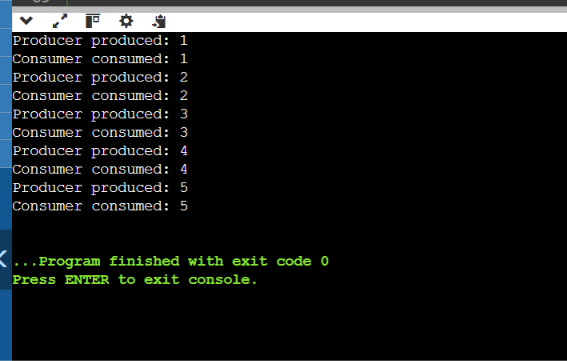 Producer produced: 1
Consumer consumed: 1
Producer produced: 2
Consumer consumed: 2
Producer produced: 3
Consumer consumed: 3
Producer produced: 4
Consumer consumed: 4
Producer produced: 5
Consumer consumed: 5
...Program finished with exit code 0
Press ENTER to exit console.